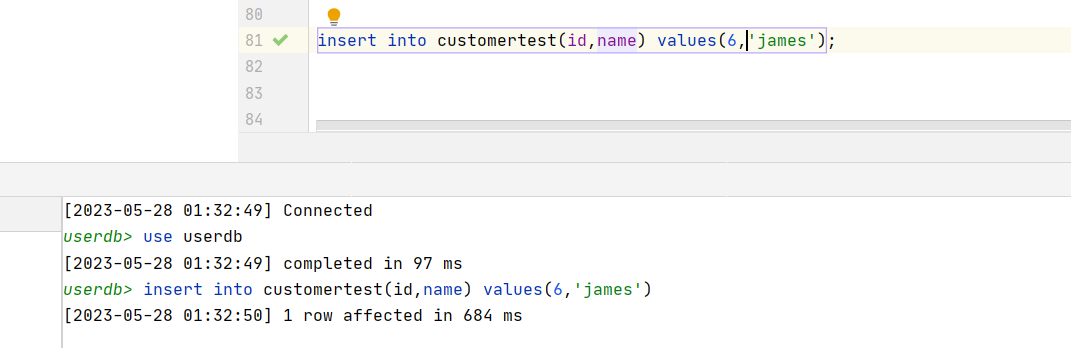 80
81 insert into customertest(id,name) values(6,'james');
82
83
84
[2023-05-28 01:32:49] Connected
userdb> use userdb
[2023-05-28 01:32:49] completed in 97 ms
userdb> insert into customertest(id,name) values(6,'james')
[2023-05-28 01:32:50] 1 row affected in 684 ms